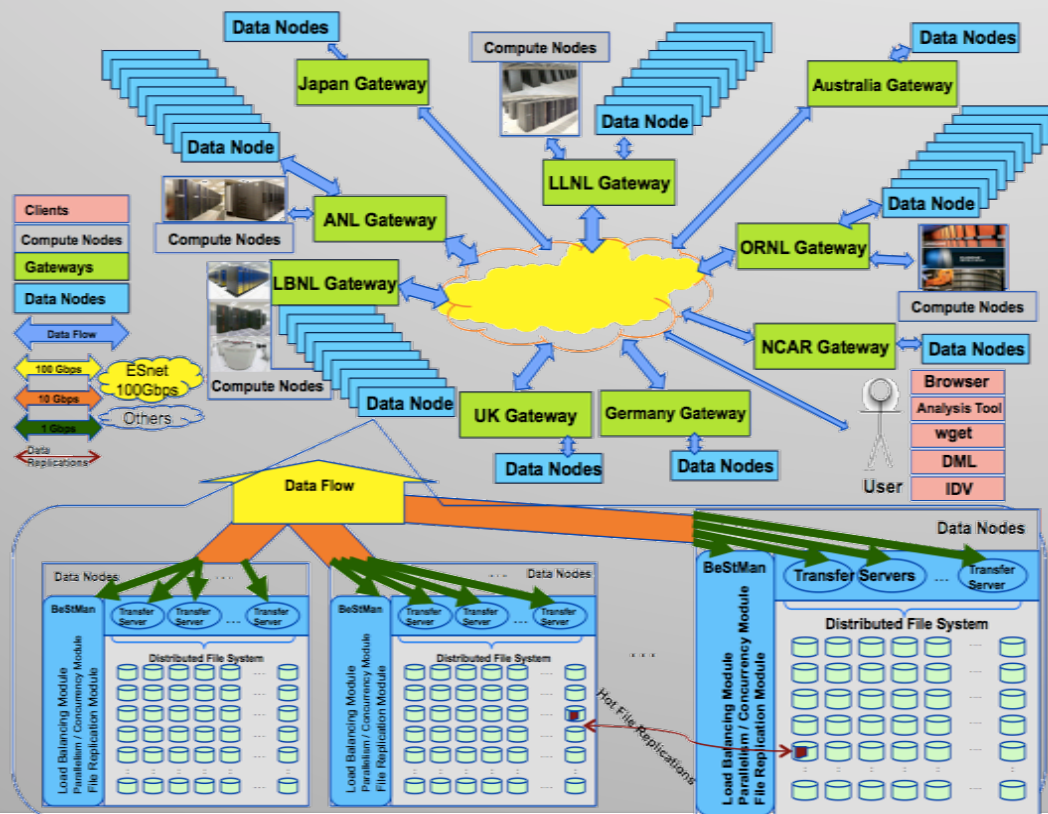 Data Nodes
Japan Gateway
Compute Nodes
Data Nodes
Australia Gateway
Data Node
Data Node
LLNL Gateway
Data Node
ANL Gateway
Compute Nodes
ORNL Gateway
Compute Nodes
LBNL Gateway
Compute Nodes
Data Node
NCAR Gateway
Data Nodes
UK Gateway
Data Nodes
Germany Gateway
Data Nodes
Clients
Compute Nodes
Gateways
Data Nodes
Data Flow
100 Gbps
10 Gbps
1 Gbps
ESnet
100Gbps
Others
Data
Replications
User
Browser
Analysis Tool
wget
DML
IDV
Data Flow
Data Nodes
....
BeStMan
Load Balancing Module
Parallelism / Concurrency Module
File Replication Module
Transfer
Server
Transfer
Server
....
Transfer
Server
Distributed File System
....
Data Nodes
BeStMan
Load Balancing Module
Parallelism / Concurrency Module
File Replication Module
Transfer
Server
Transfer
Server
....
Transfer
Server
Distributed File System
....
Hot File Replications
Data Nodes
BeStMan
Load Balancing Module
Parallelism / Concurrency Module
File Replication Module
Transfer Servers
...
Transfer
Server
Distributed File System